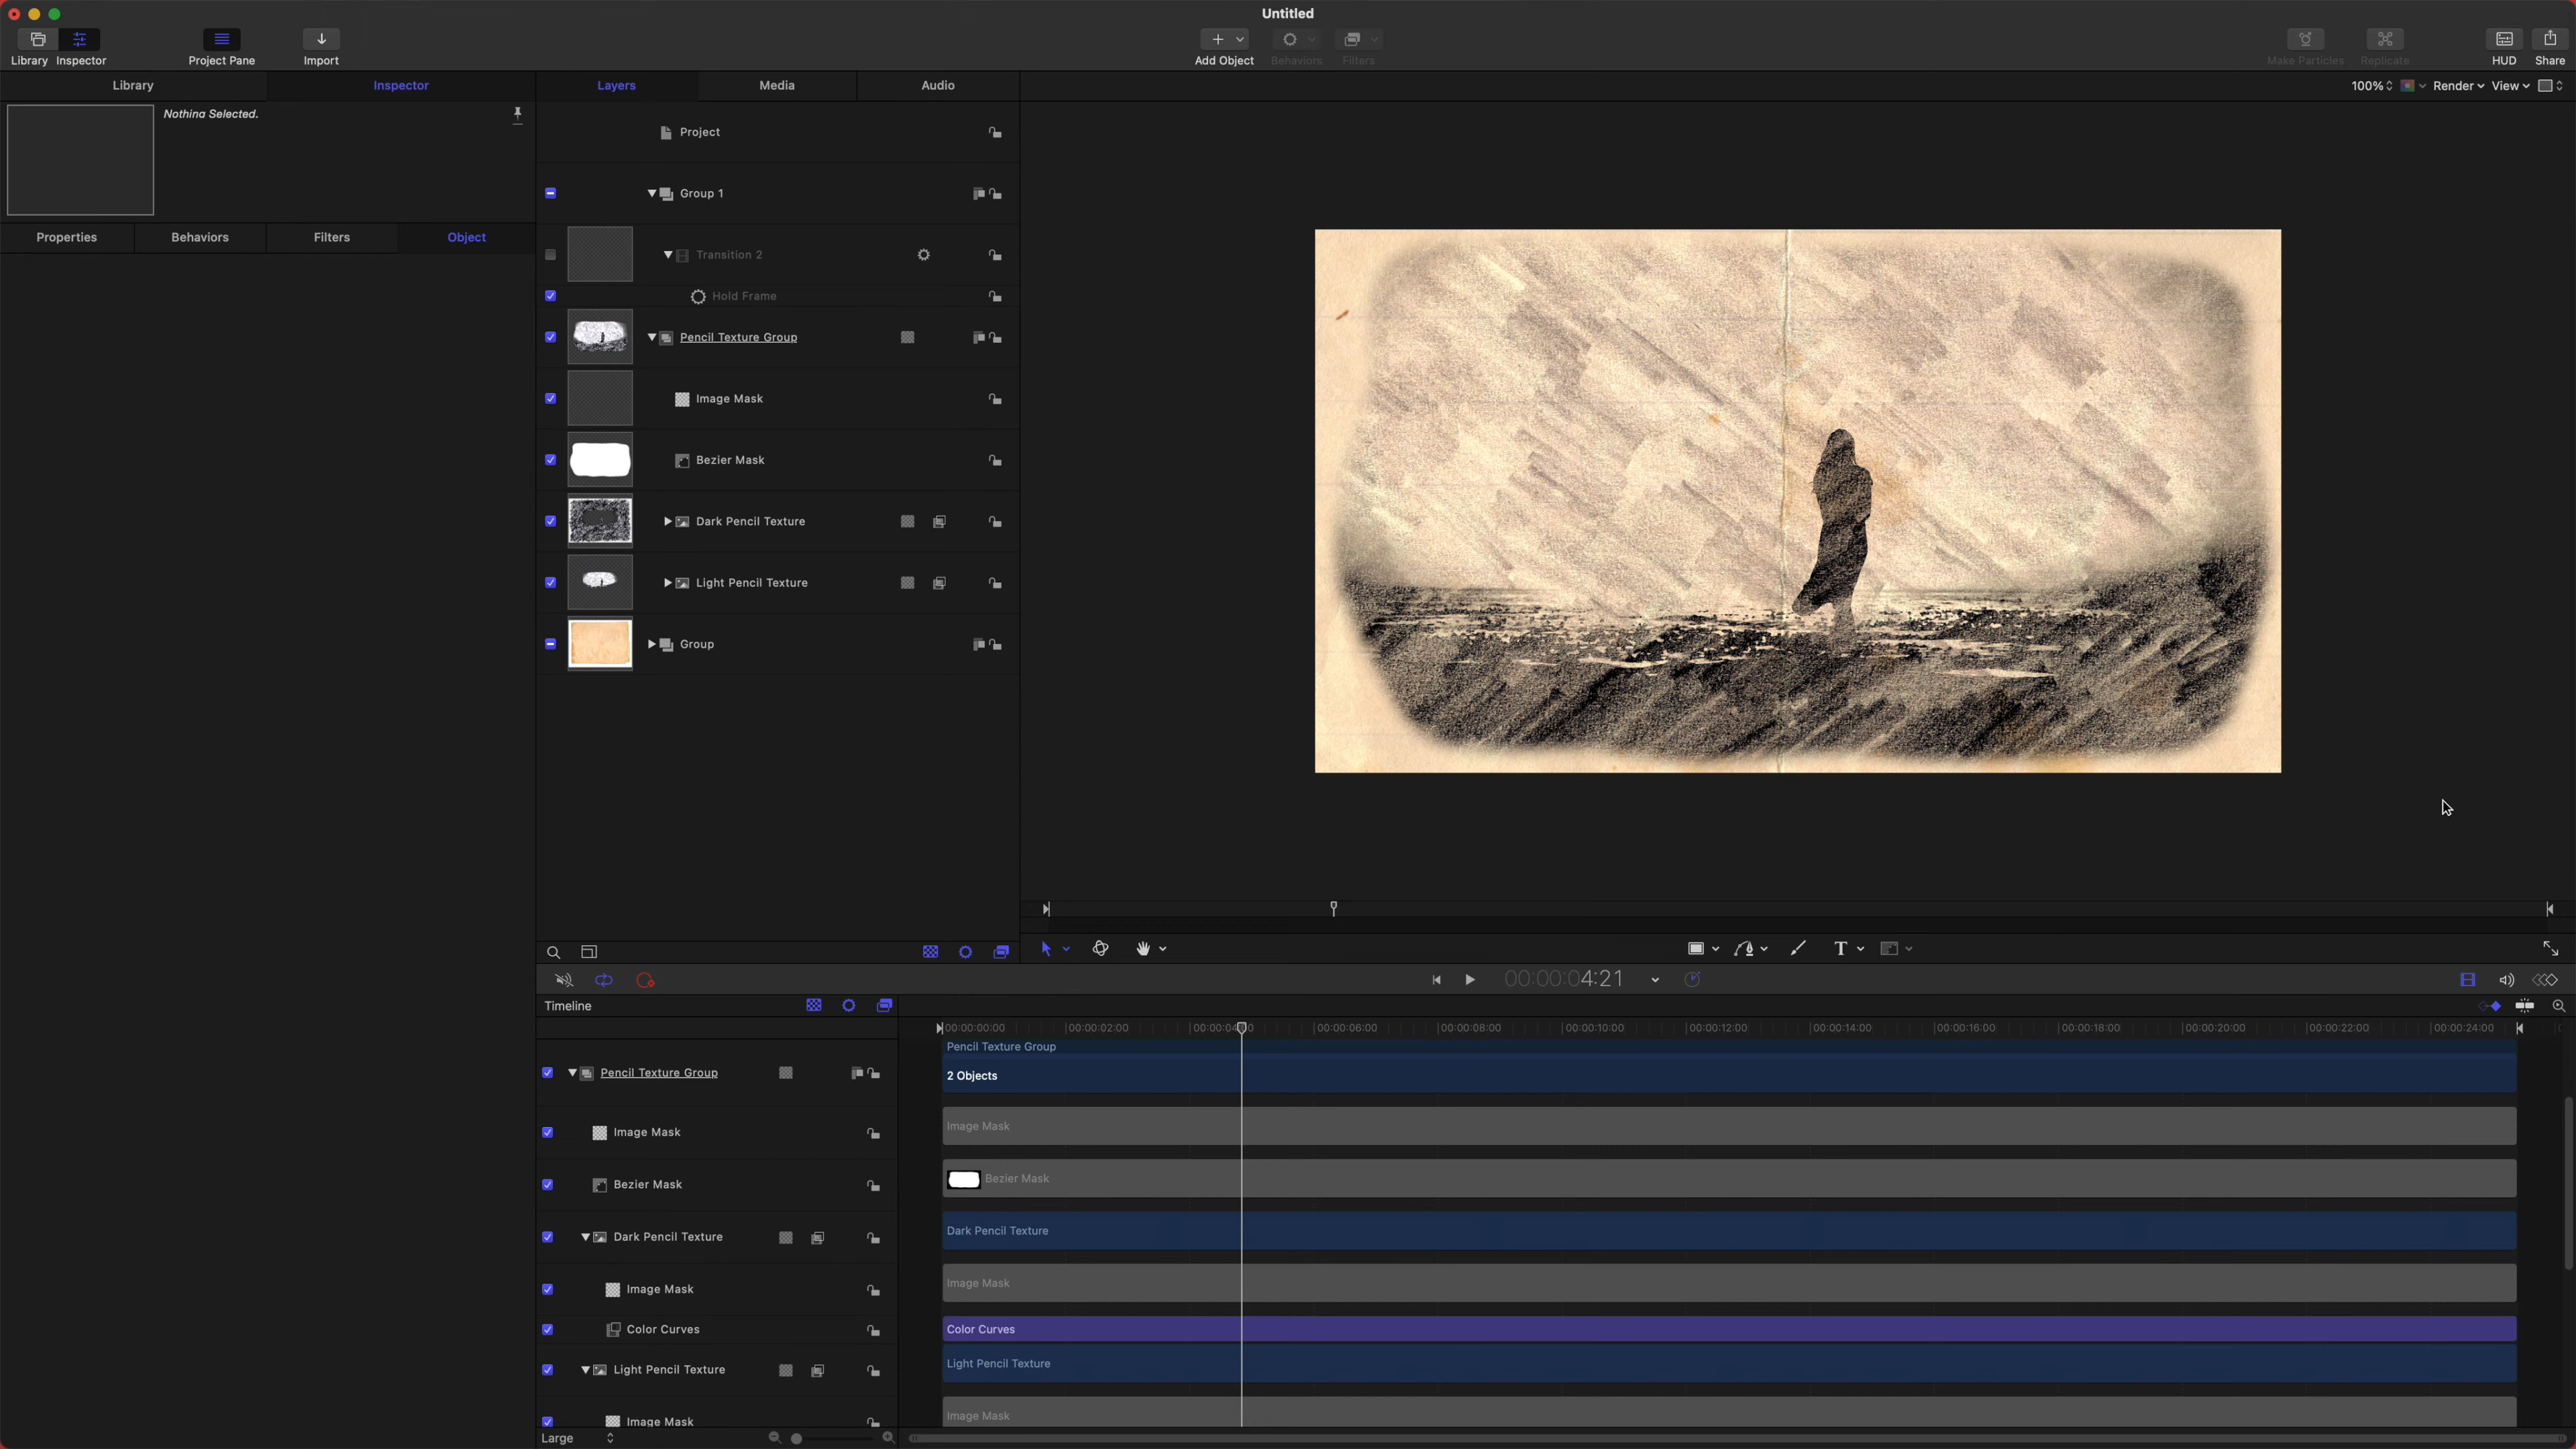 Untitled
Library Inspector
Project Pane
Import
Add Object
Behaviors
Filters
Make Particles
Replicate
HUD
Share
Library
Inspector
Layers
Media
Audio
100%
Render
View
Nothing Selected.
Properties
Behaviors
Filters
Object
Project
Group 1
Transition 2
Hold Frame
Pencil Texture Group
Image Mask
Bezier Mask
Dark Pencil Texture
Light Pencil Texture
Group
00:00:04:21
Timeline
00:00:00:00
00:00:02:00
00:00:04
0
00:00:06:00
00:00:08:00
00:00:10:00
00:00:12:00
00:00:14:00
00:00:16:00
00:00:18:00
00:00:20:00
00:00:22:00
00:00:24:00
Pencil Texture Group
Pencil Texture Group
2 Objects
Image Mask
Image Mask
Bezier Mask
Bezier Mask
Dark Pencil Texture
Dark Pencil Texture
Image Mask
Image Mask
Color Curves
Color Curves
Light Pencil Texture
Light Pencil Texture
Image Mask
Image Mask
Large